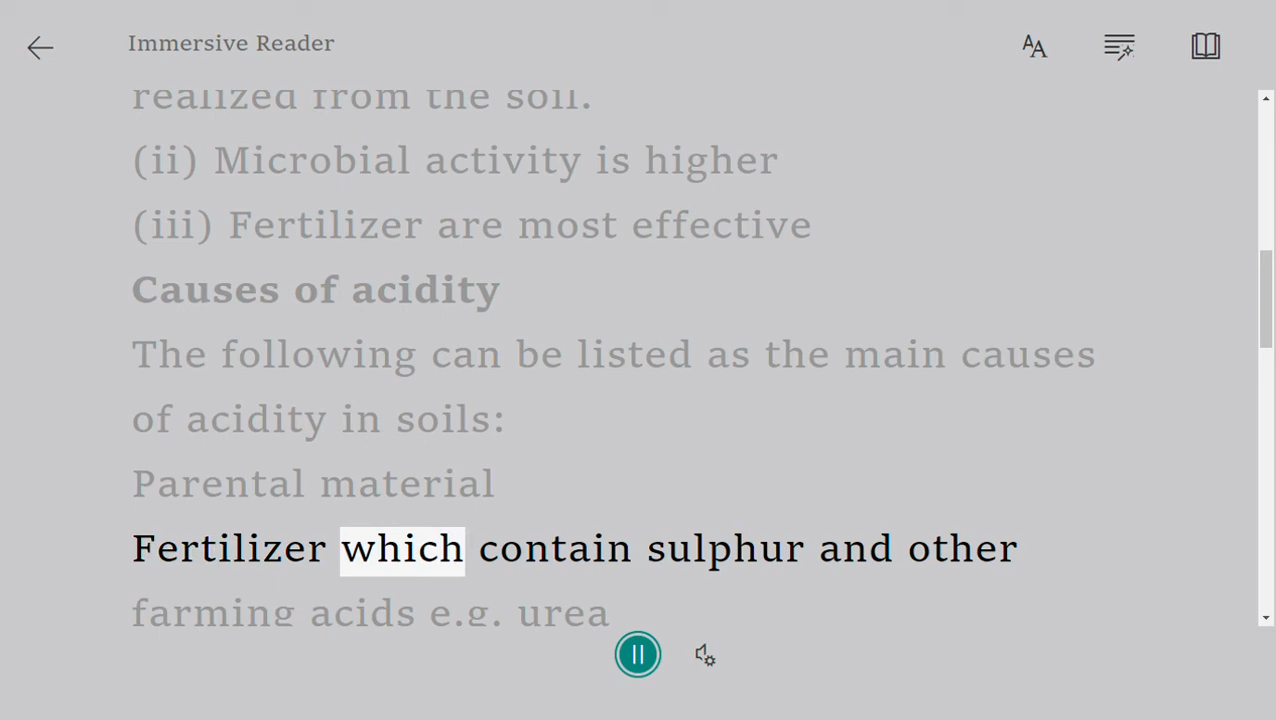 Immersive Reader
realized from the soil.
(ii) Microbial activity is higher
(iii) Fertilizer are most effective
Causes of acidity
The following can be listed as the main causes
of acidity in soils:
Parental material
Fertilizer which contain sulphur and other
farming acids e.g. urea